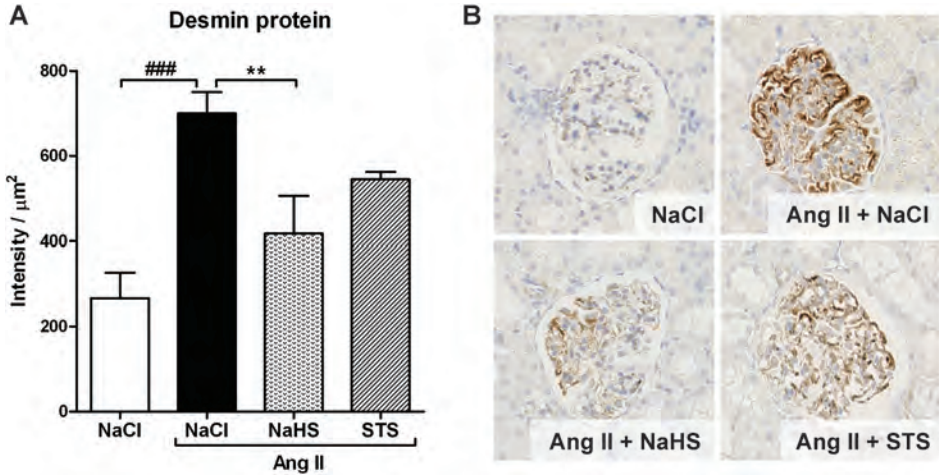 A
Desmin protein
Intensity / μm²
800
600
400
200
0
###
**
NaCl
NaCl
NaHS
STS
Ang II
B
NaCl
Ang II + NaCl
Ang II + NaHS
Ang II + STS